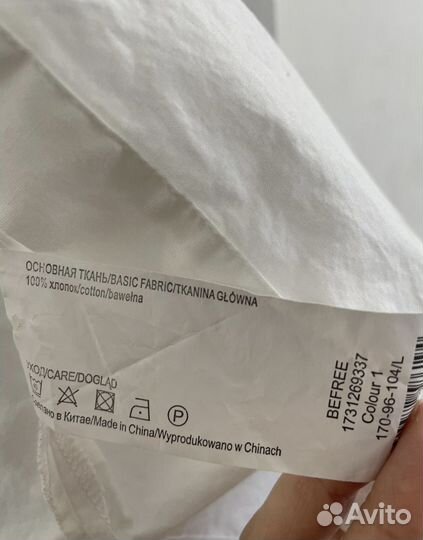 ОСНОВНАЯ ТКАНЬ/BASIC FABRIC/TKANINA GŁÓWNA
100% хлопок/cotton/bawełna
УХОД/CARE/DOGLĄD
P
Сделано в Китае/Made in China/Wyprodukowano w Chinach
BEFREE
1731269337
Colour 1
170-96-104/L
Avito